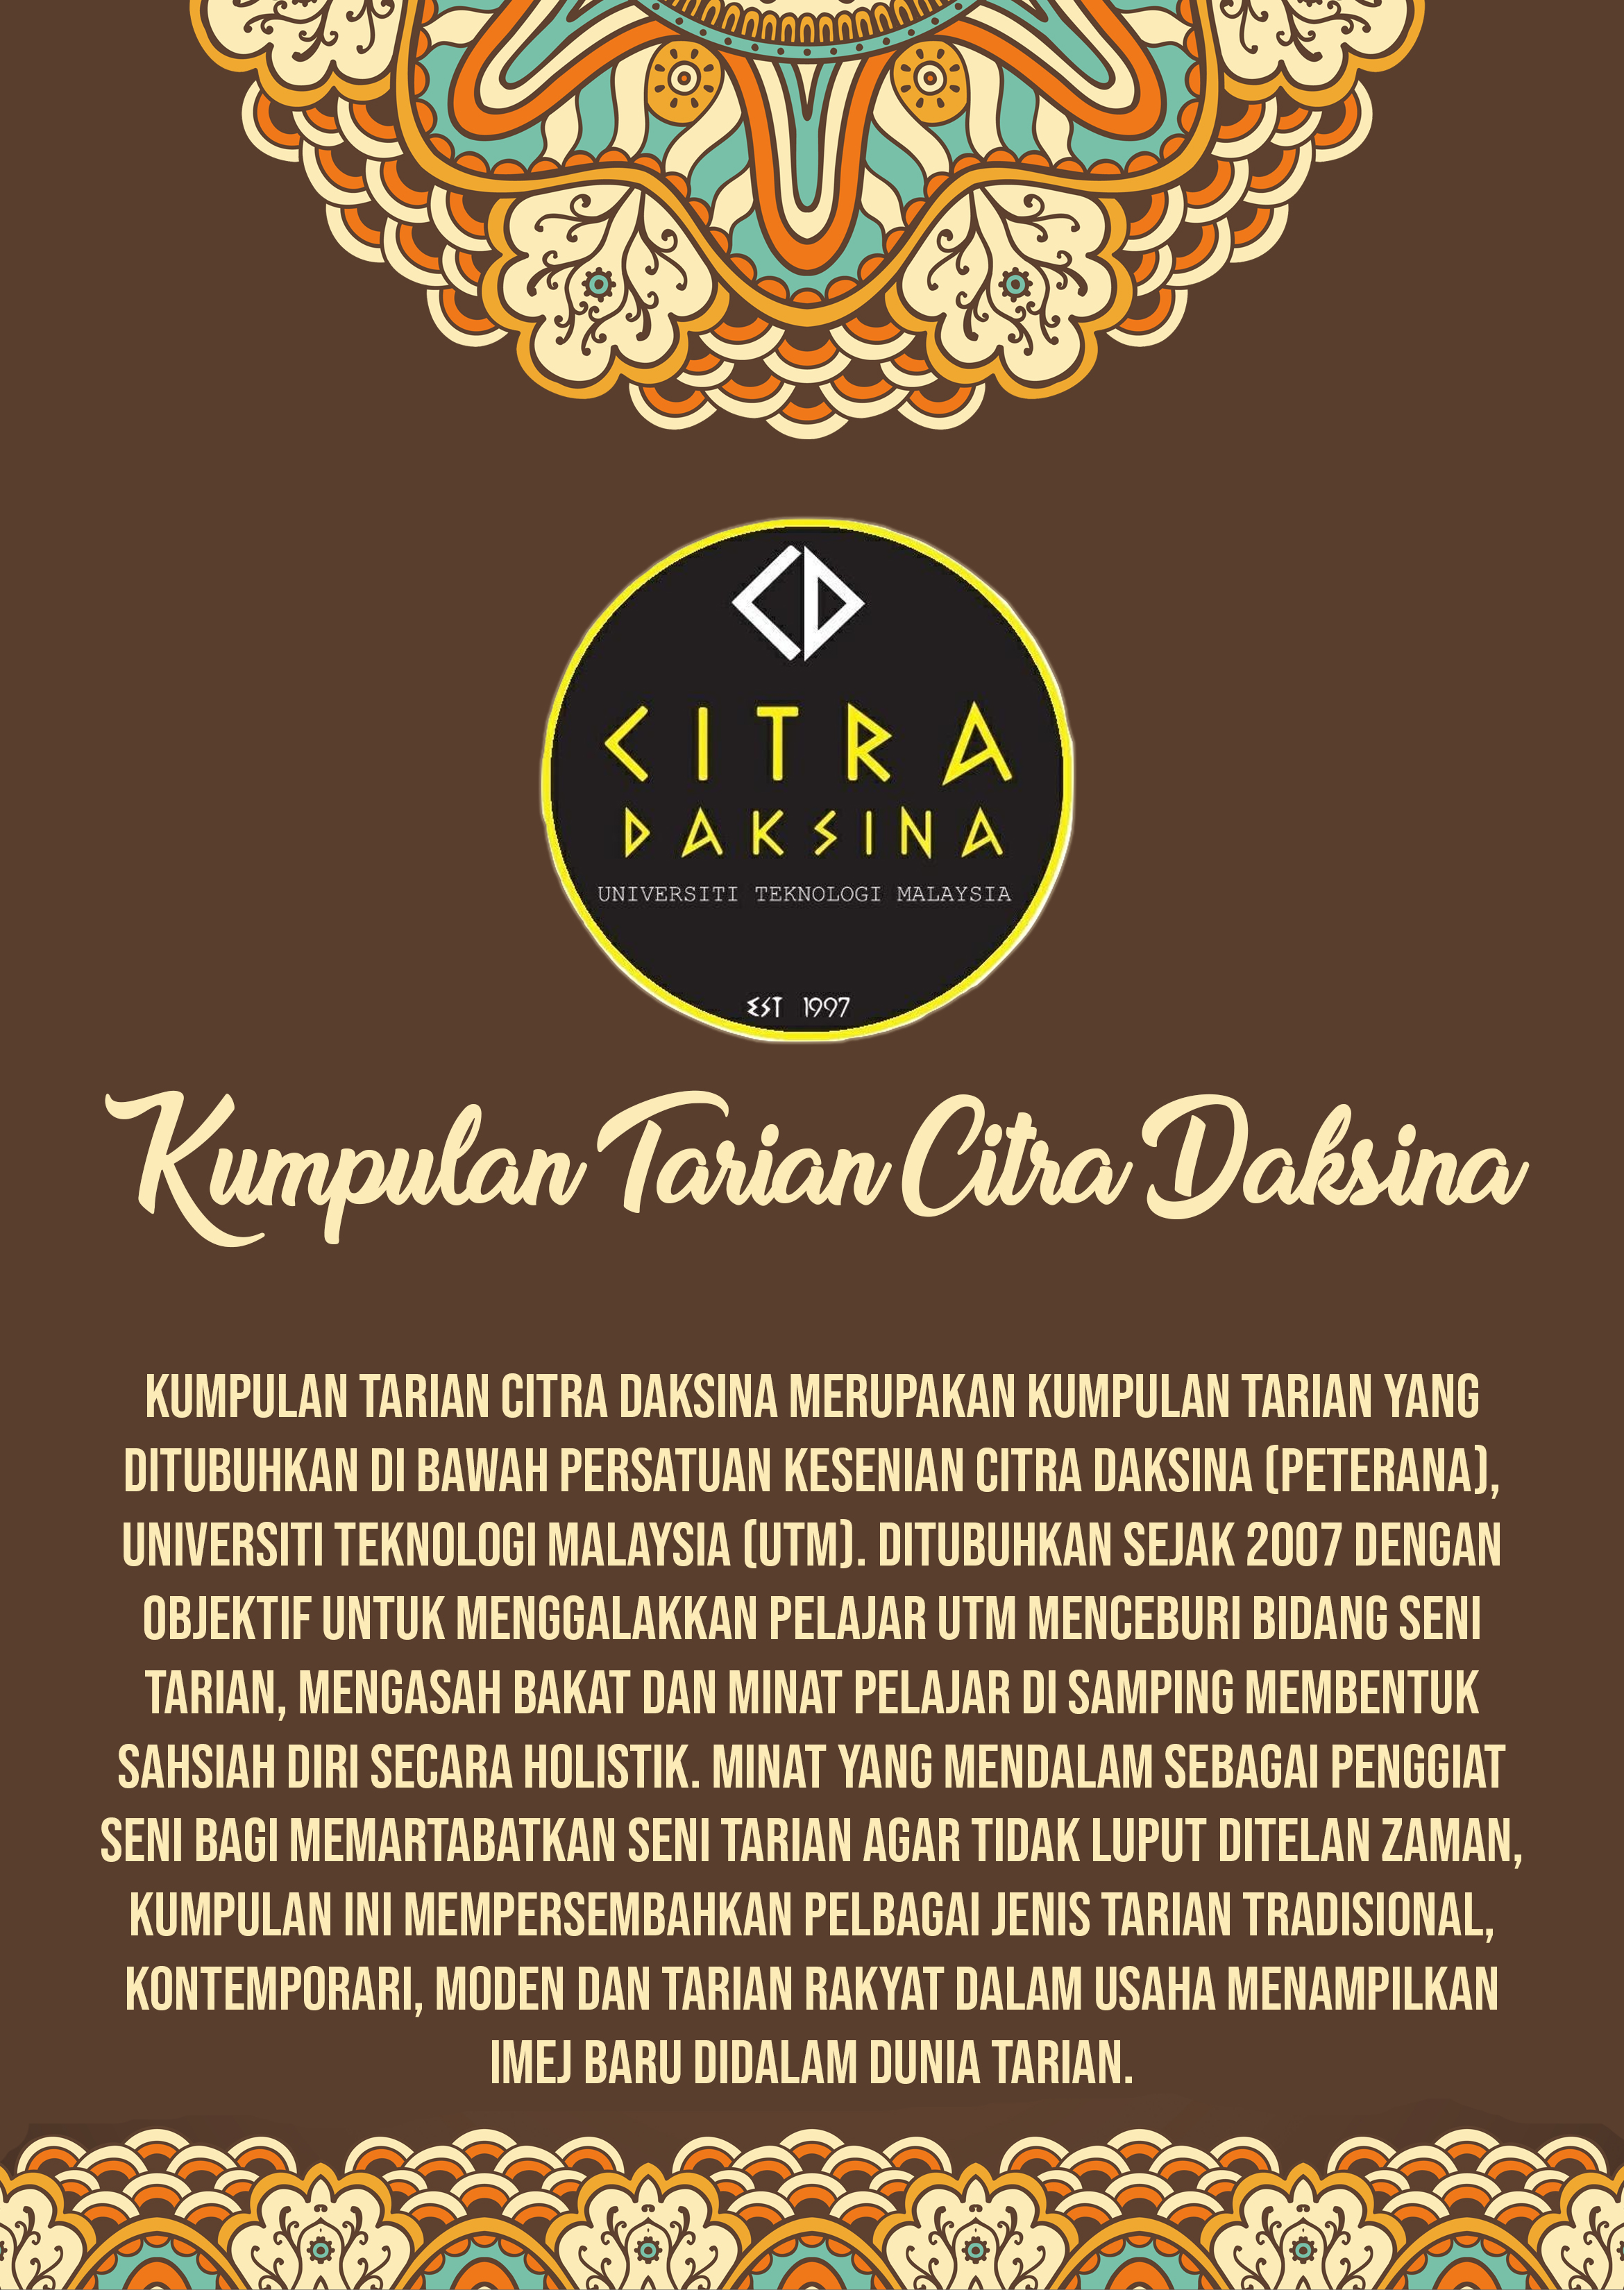 CD
CITRA
DAKSINA
UNIVERSITI TEKNOLOGI MALAYSIA
EST 1997
Kumpulan Tarian Citra Daksina
KUMPULAN TARIAN CITRA DAKSINA MERUPAKAN KUMPULAN TARIAN YANG
DITUBUHKAN DI BAWAH PERSATUAN KESENIAN CITRA DAKSINA (PETERANA),
UNIVERSITI TEKNOLOGI MALAYSIA (UTM). DITUBUHKAN SEJAK 2007 DENGAN
OBJEKTIF UNTUK MENGGALAKKAN PELAJAR UTM MENCEBURI BIDANG SENI
TARIAN, MENGASAH BAKAT DAN MINAT PELAJAR DI SAMPING MEMBENTUK
SAHSIAH DIRI SECARA HOLISTIK. MINAT YANG MENDALAM SEBAGAI PENGGIAT
SENI BAGI MEMARTABATKAN SENI TARIAN AGAR TIDAK LUPUT DITELAN ZAMAN,
KUMPULAN INI MEMPERSEMBAHKAN PELBAGAI JENIS TARIAN TRADISIONAL,
KONTEMPORARI, MODEN DAN TARIAN RAKYAT DALAM USAHA MENAMPILKAN
IMEJ BARU DIDALAM DUNIA TARIAN.